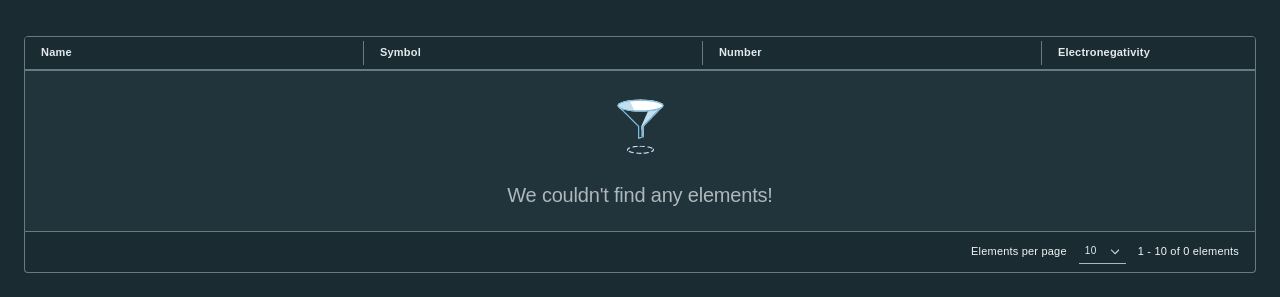 Name Symbol Number Electronegativity
We couldn't find any elements!
Elements per page 10 1 - 10 of 0 elements